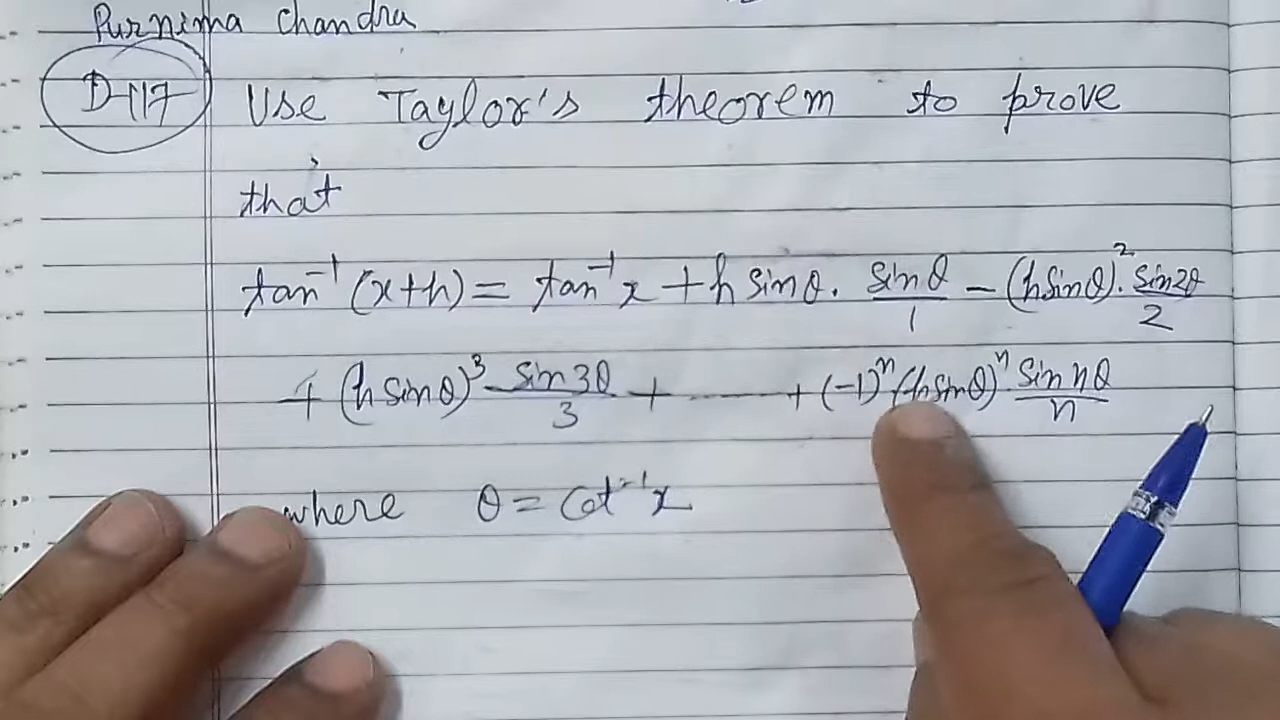 Purnima Chandra
D-117 Use Taylor's theorem to prove
that
tan⁻¹(x+h) = tan⁻¹x + h sinθ. sinθ/1 − (h sinθ)². sin2θ/2
+ (h sinθ)³ sin3θ/3 + ------ + (-1)ⁿ (h sinθ)ⁿ sin nθ/n
where θ = Cot⁻¹x